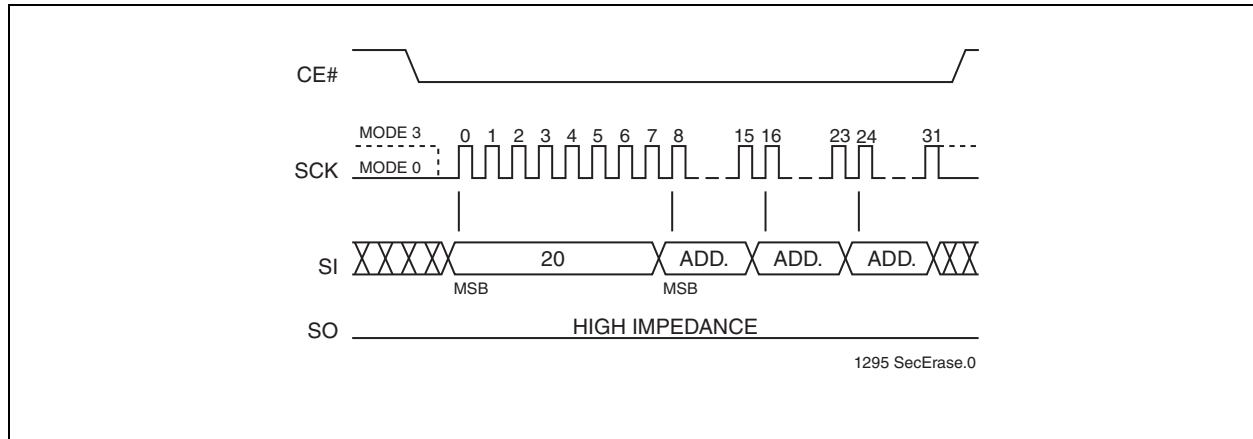 CE#
MODE 3
0 1 2 3 4 5 6 7 8 15 16 23 24 31
SCK MODE 0
SI 20 ADD. ADD. ADD.
MSB MSB
SO HIGH IMPEDANCE
1295 SecErase.0